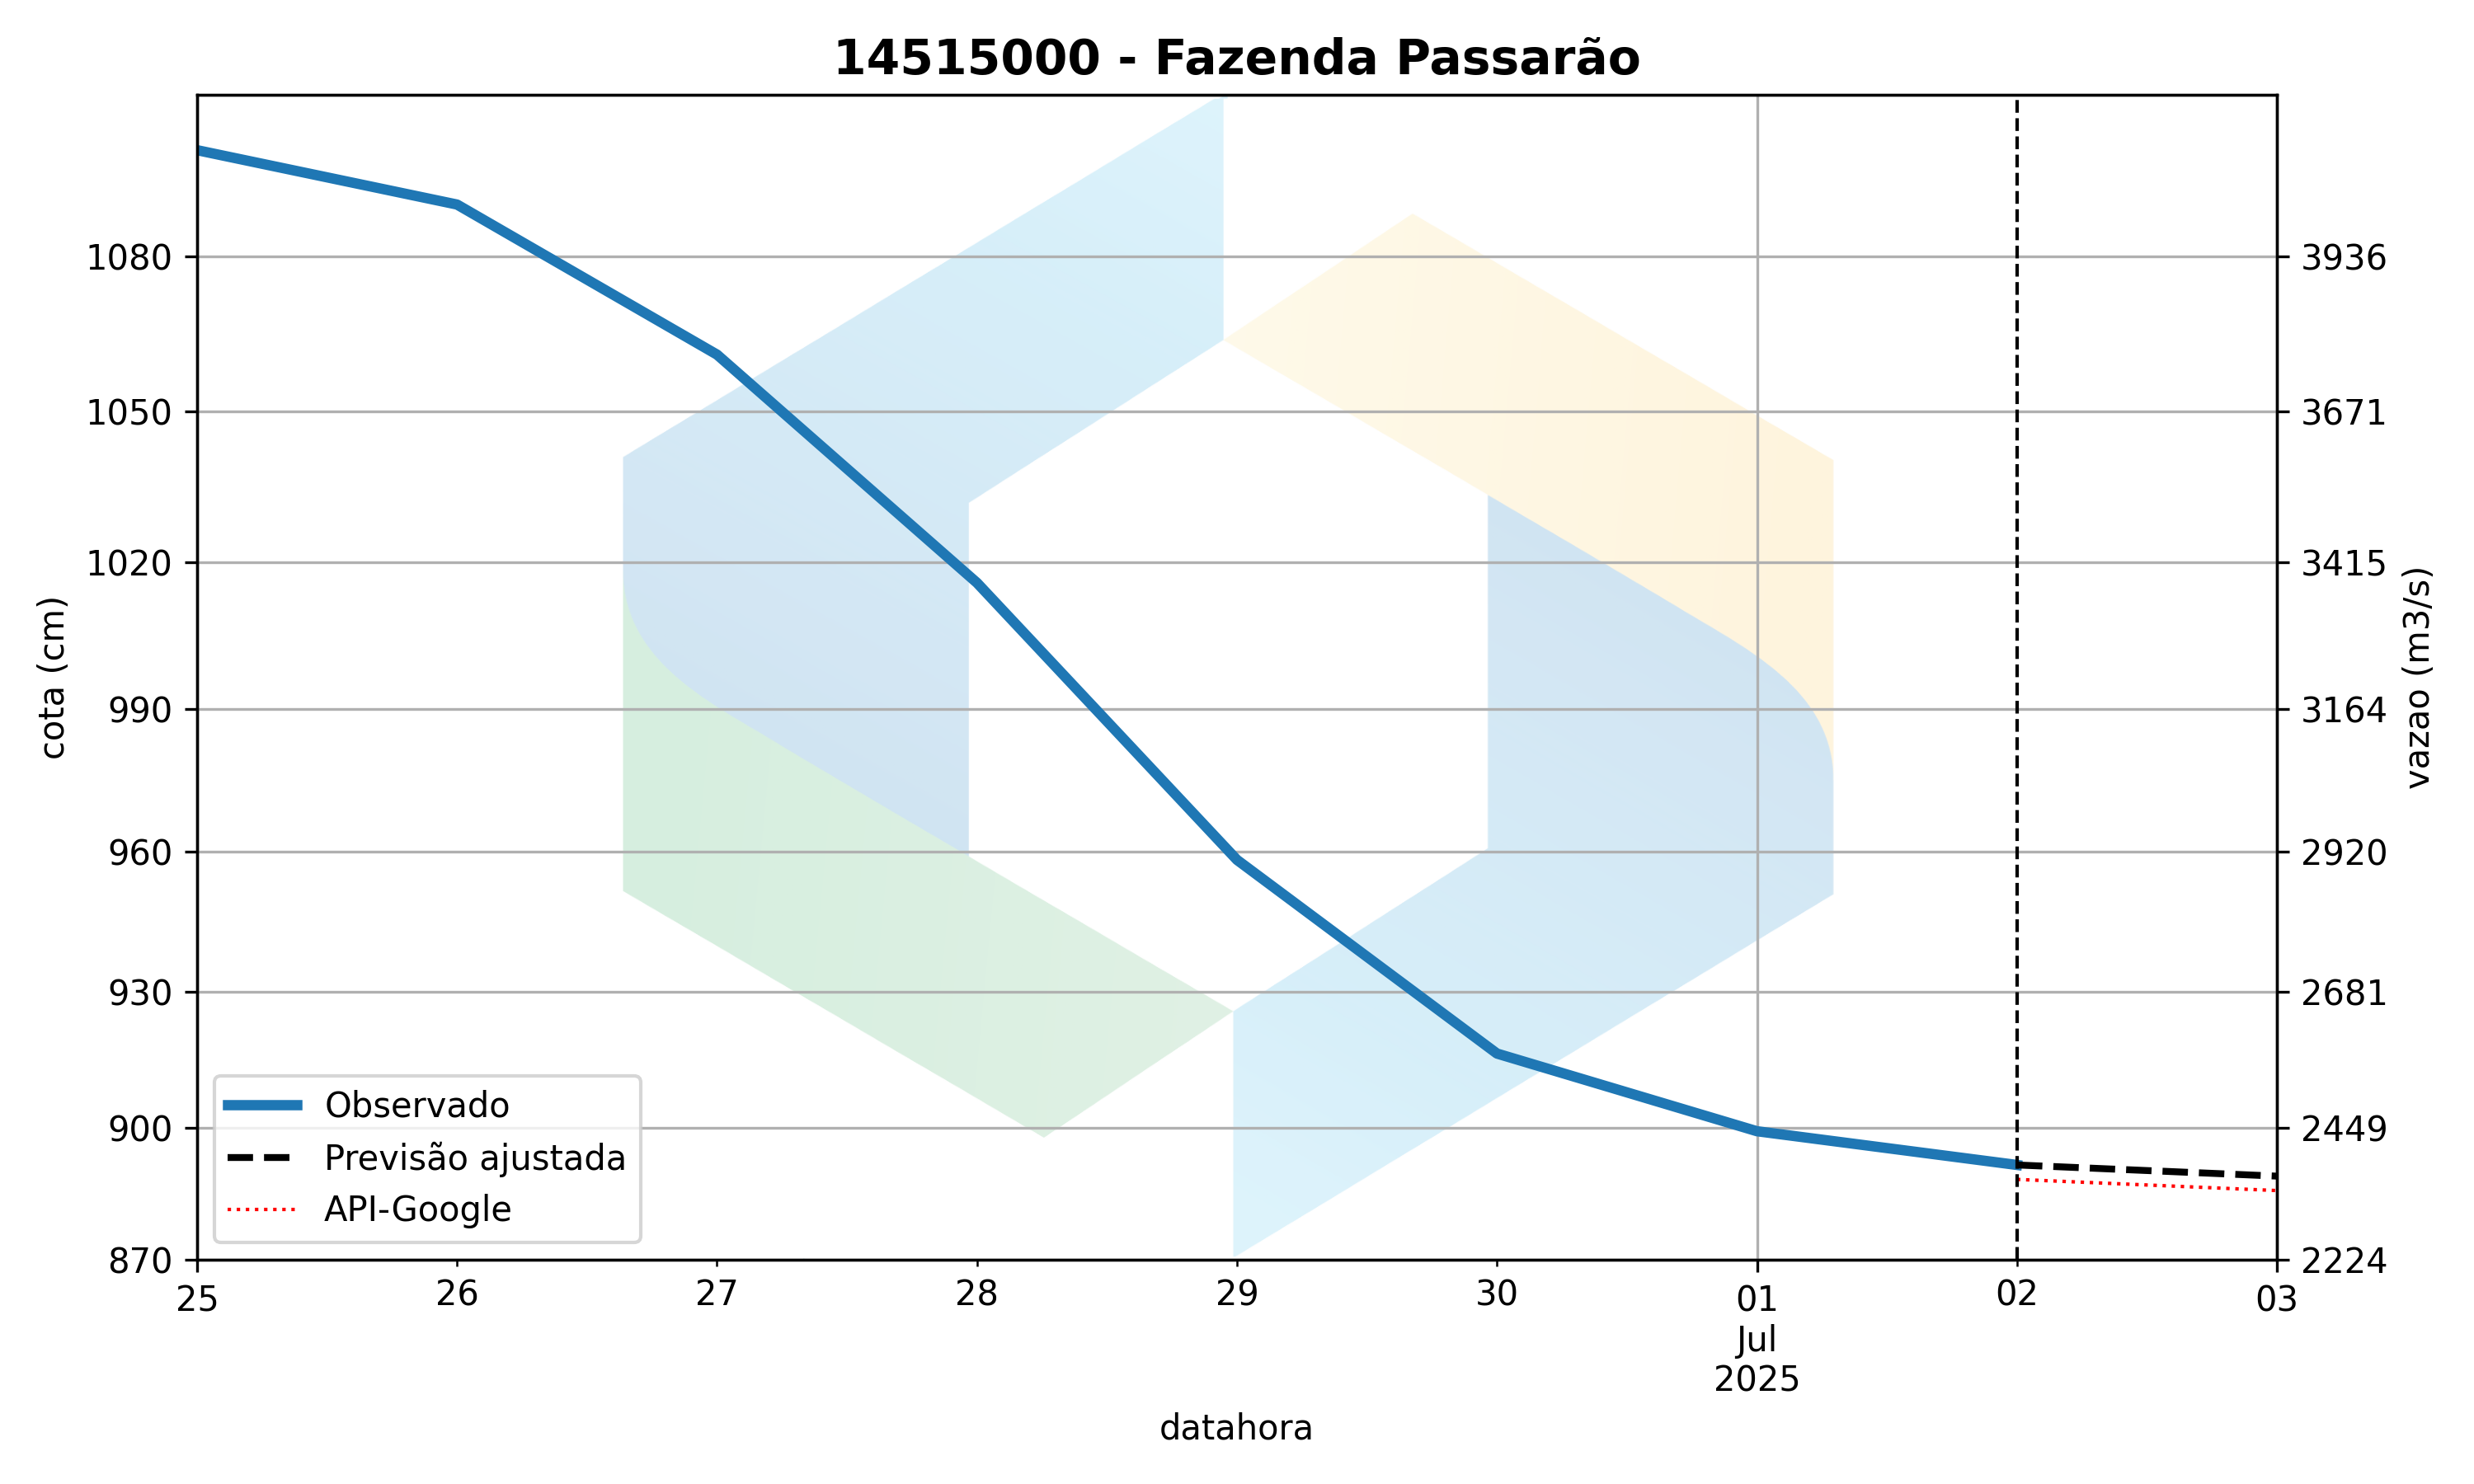 14515000 - Fazenda Passarão
cota (cm)
1080
1050
1020
990
960
930
900
870
3936
3671
3415
3164
2920
2681
2449
2224
vazao (m3/s)
Observado
Previsão ajustada
API-Google
25 26 27 28 29 30 01 02 03
Jul
2025
datahora